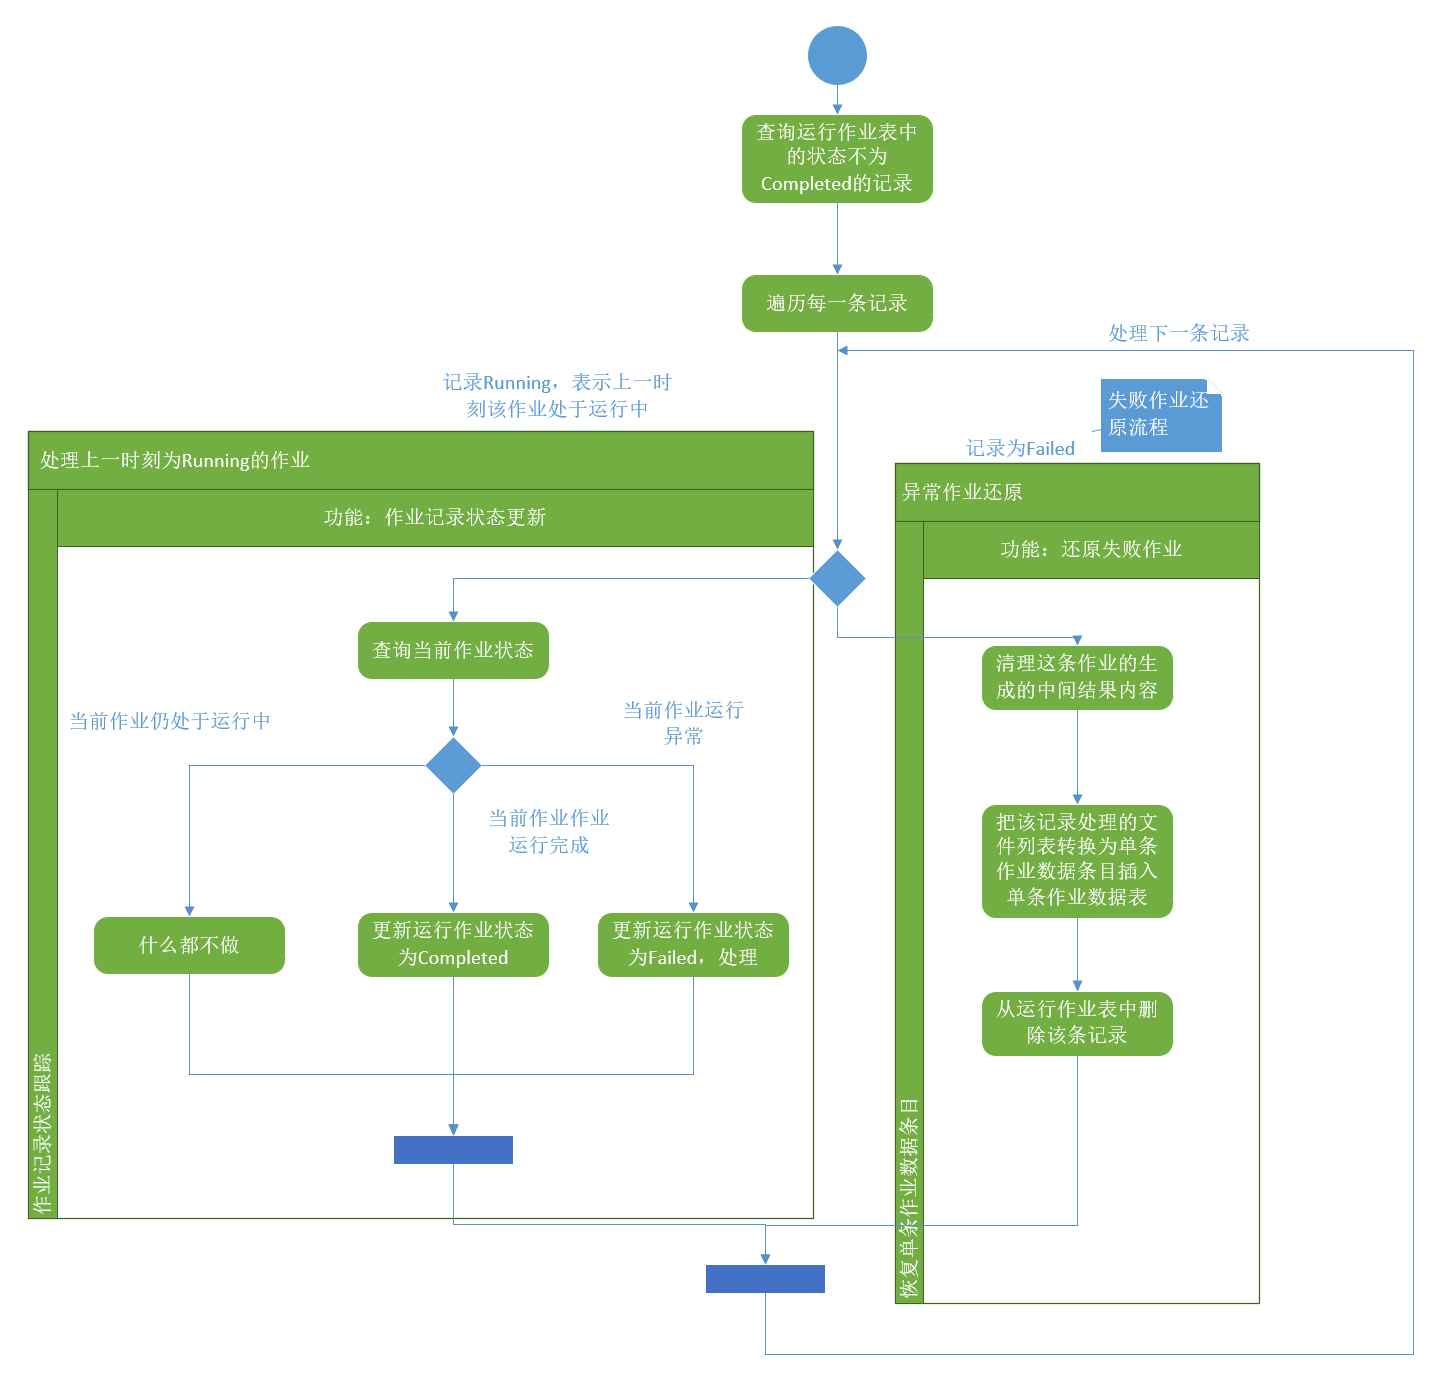 查询运行作业表中
的状态不为
Completed的记录
遍历每一条记录
处理下一条记录
记录Running，表示上一时
刻该作业处于运行中
失败作业还
原流程
记录为Failed
处理上一时刻为Running的作业
功能：作业记录状态更新
作业记录状态跟踪
查询当前作业状态
当前作业仍处于运行中
当前作业运行
异常
当前作业作业
运行完成
什么都不做
更新运行作业状态
为Completed
更新运行作业状态
为Failed，处理
异常作业还原
功能：还原失败作业
恢复单条作业数据条目
清理这条作业的生
成的中间结果内容
把该记录处理的文
件列表转换为单条
作业数据条目插入
单条作业数据表
从运行作业表中删
除该条记录